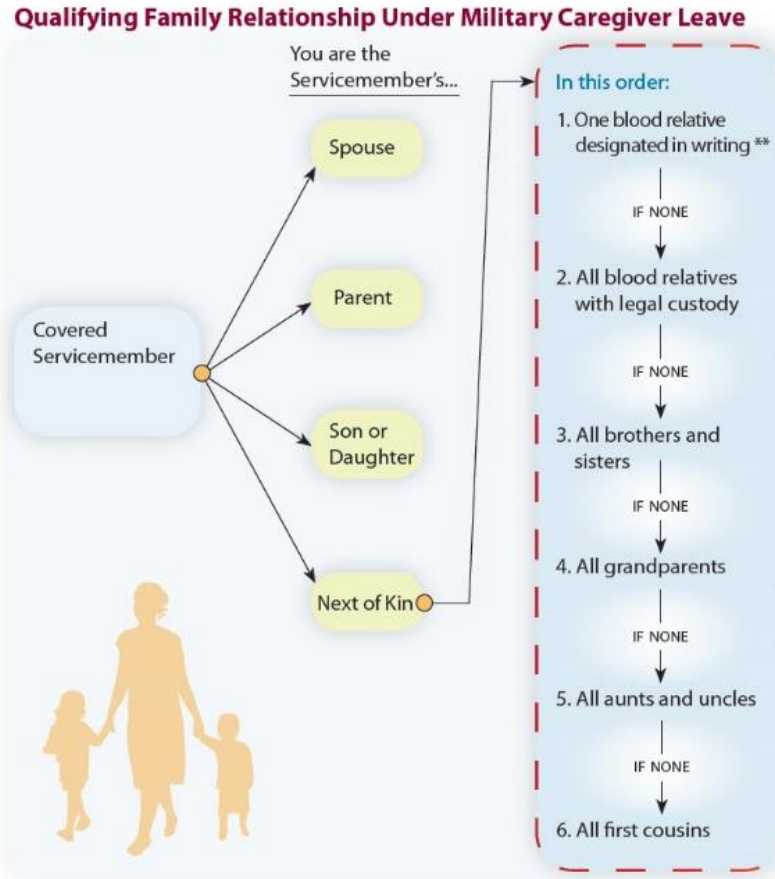 Qualifying Family Relationship Under Military Caregiver Leave
You are the
Servicemember's...
Spouse
Parent
Covered
Servicemember
Son or
Daughter
Next of Kin
In this order:
1. One blood relative
designated in writing **
IF NONE
2. All blood relatives
with legal custody
IF NONE
3. All brothers and
sisters
IF NONE
4. All grandparents
IF NONE
5. All aunts and uncles
IF NONE
6. All first cousins